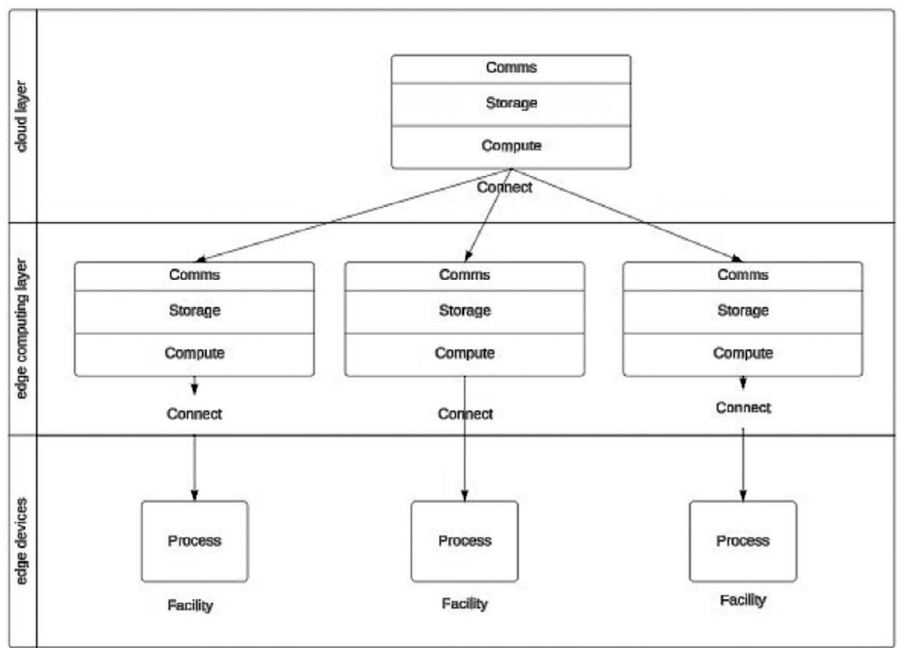 cloud layer
Comms
Storage
Compute
Connect
edge computing layer
Comms
Storage
Compute
Connect
Comms
Storage
Compute
Connect
Comms
Storage
Compute
Connect
edge devices
Process
Facility
Process
Facility
Process
Facility